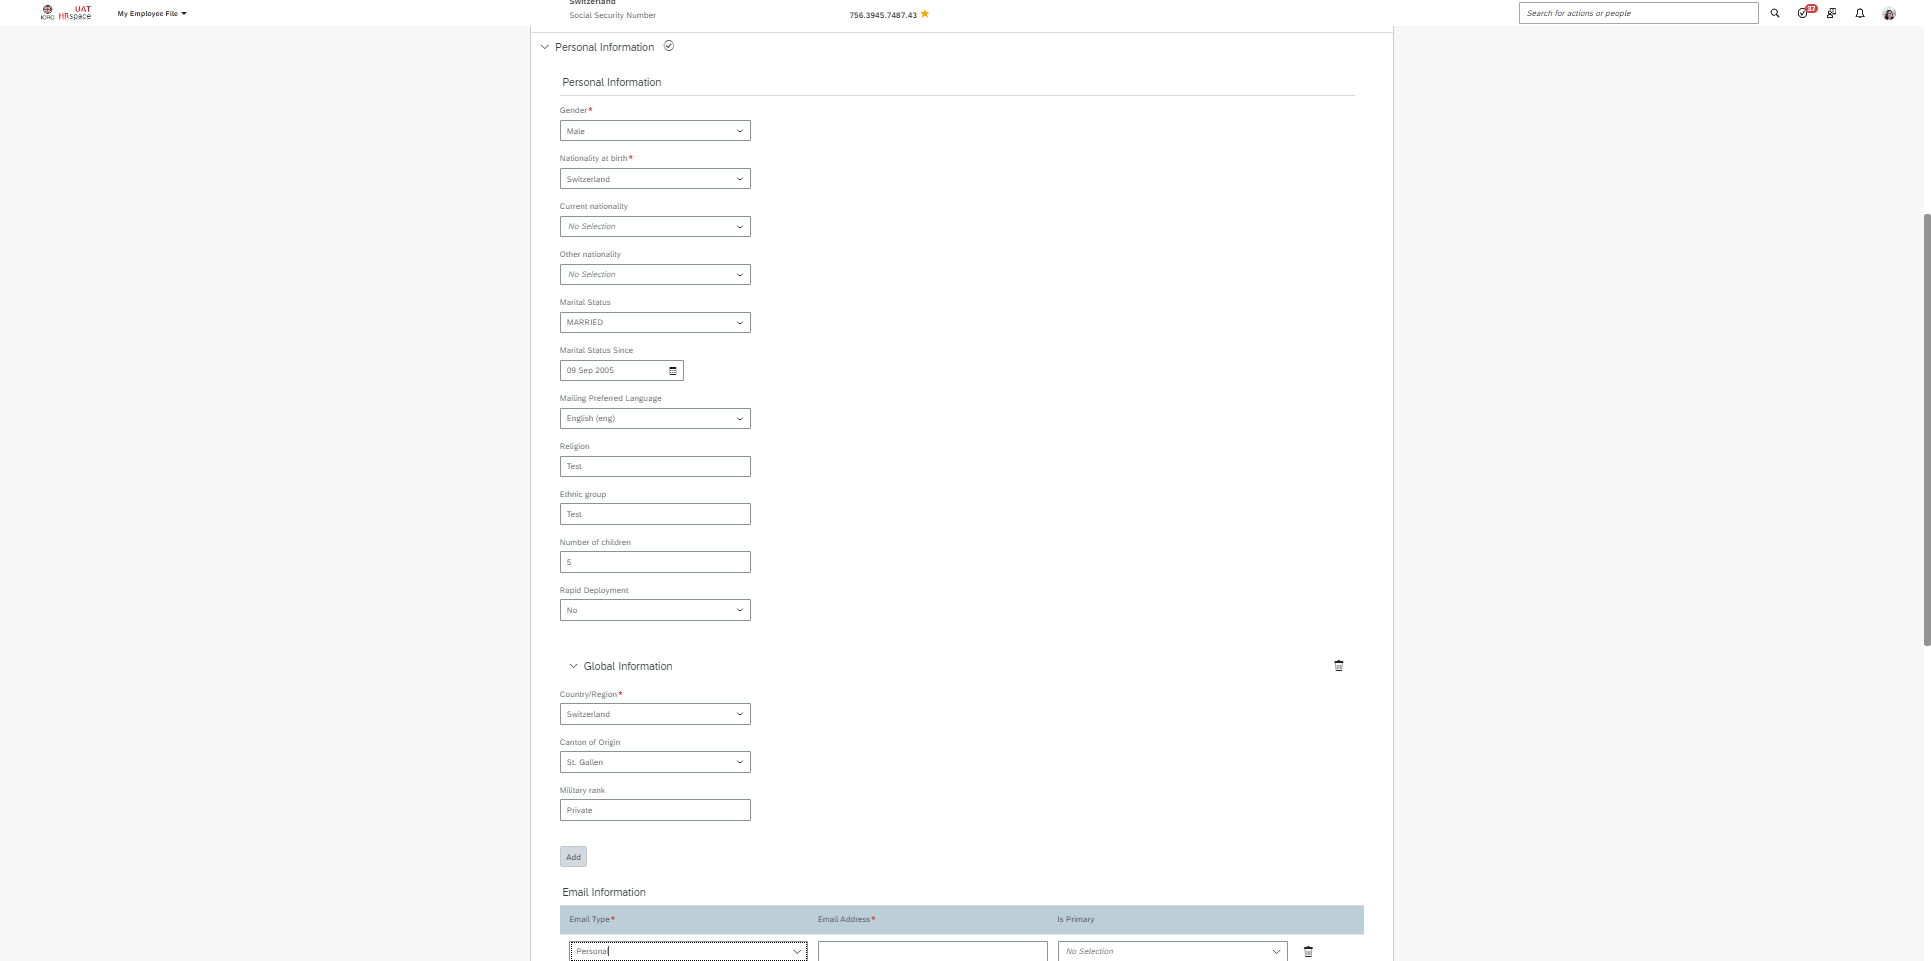 UAT
ICRC HRspace
My Employee File
Switzerland
Social Security Number 756.3945.7487.43
Search for actions or people
37
Personal Information
Personal Information
Gender*
Male
Nationality at birth*
Switzerland
Current nationality
No Selection
Other nationality
No Selection
Marital Status
MARRIED
Marital Status Since
09 Sep 2005
Mailing Preferred Language
English (eng)
Religion
Test
Ethnic group
Test
Number of children
5
Rapid Deployment
No
Global Information
Country/Region*
Switzerland
Canton of Origin
St. Gallen
Military rank
Private
Add
Email Information
Email Type* Email Address* Is Primary
Personal No Selection